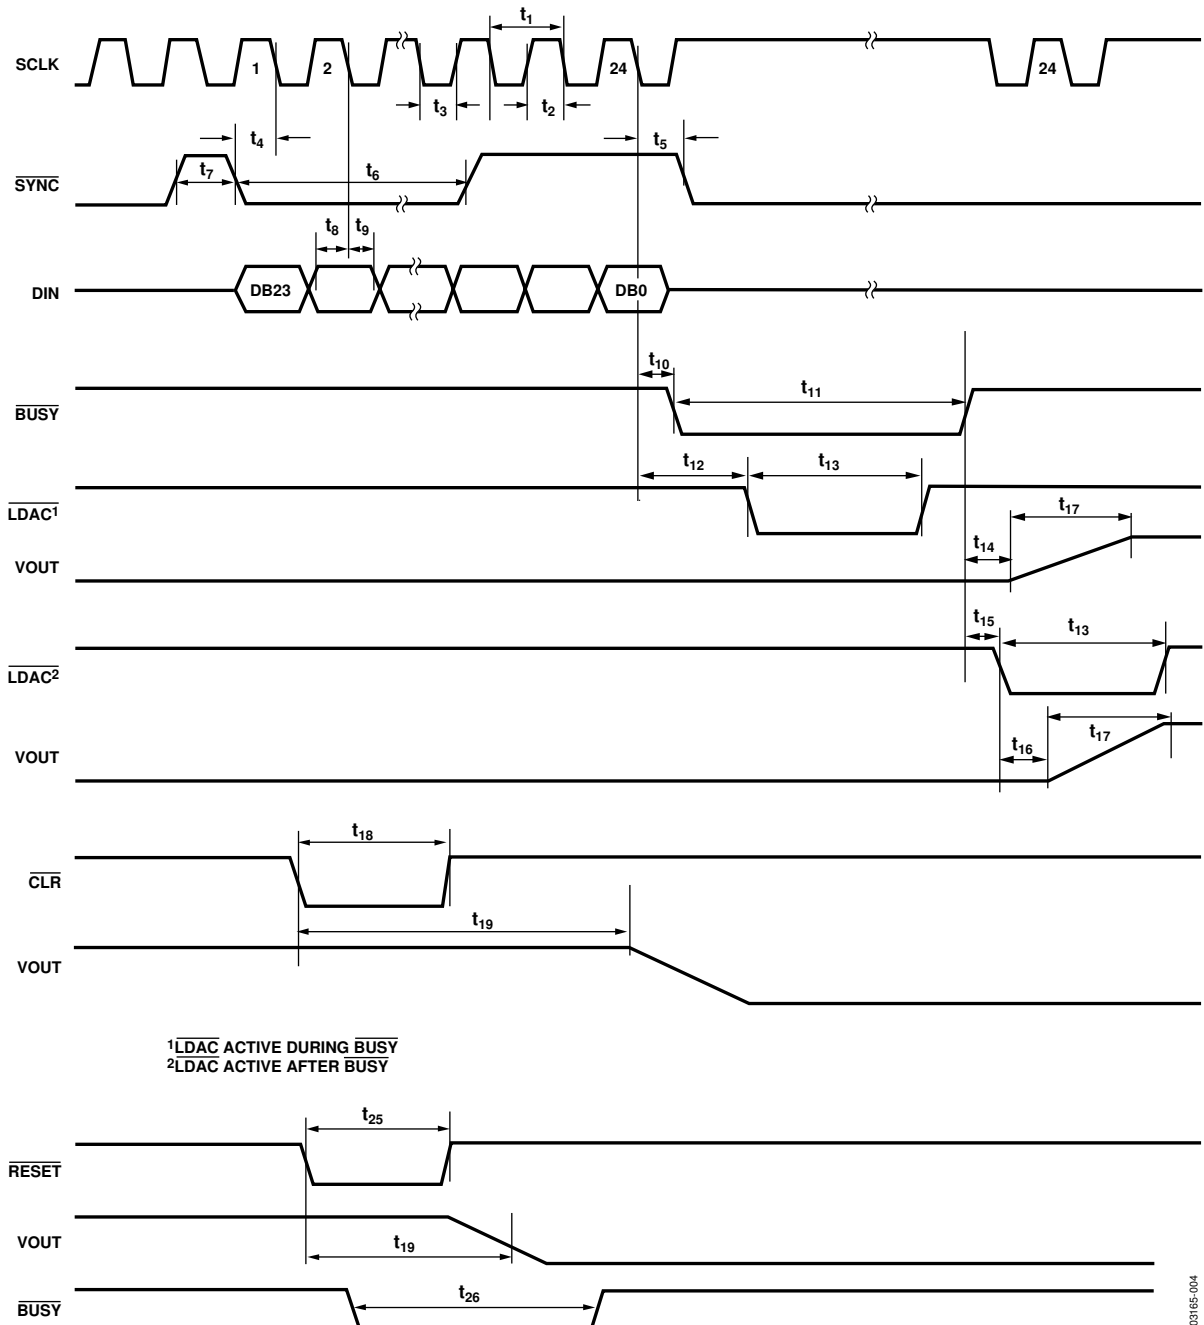 t1
SCLK 1 2 24 24
t3 t2
t4 t5
SYNC t7 t6
t8 t9
DIN DB23 DB0
t10
BUSY t11
t12 t13
LDAC1
t17
t14
VOUT
t15 t13
LDAC2
t17
VOUT t16
t18
CLR
t19
VOUT
1LDAC ACTIVE DURING BUSY
2LDAC ACTIVE AFTER BUSY
t25
RESET
VOUT t19
BUSY t26
03165-004